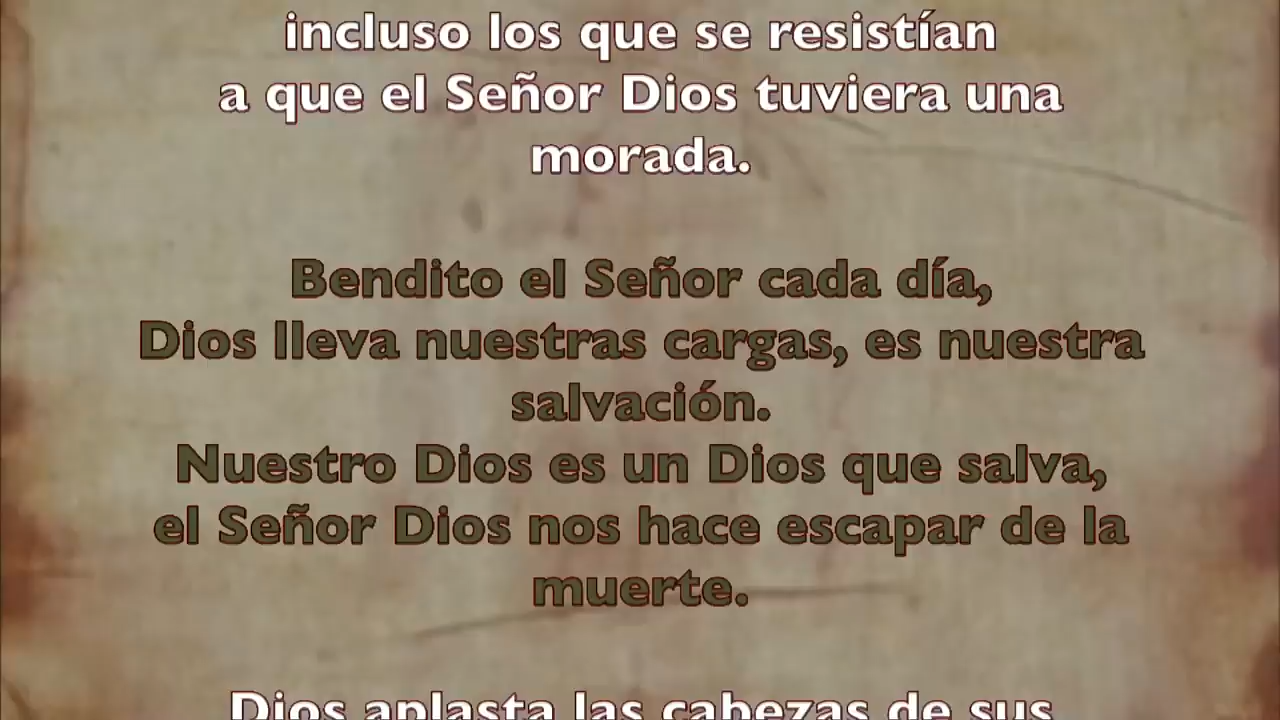 incluso los que se resistían
a que el Señor Dios tuviera una
morada.
Bendito el Señor cada día,
Dios lleva nuestras cargas, es nuestra
salvación.
Nuestro Dios es un Dios que salva,
el Señor Dios nos hace escapar de la
muerte.
Dios aplasta las cabezas de sus